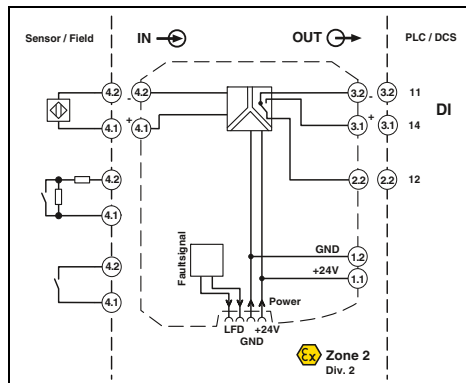 Sensor / Field
IN
OUT
PLC / DCS
4.2
-
4.2
3.2
-
3.2
11
DI
4.1
+
4.1
3.1
+
3.1
14
4.2
2.2
2.2
12
4.1
Faultsignal
GND
1.2
4.2
+24V
1.1
4.1
Power
LFD
+24V
GND
Ex
Zone 2
Div. 2